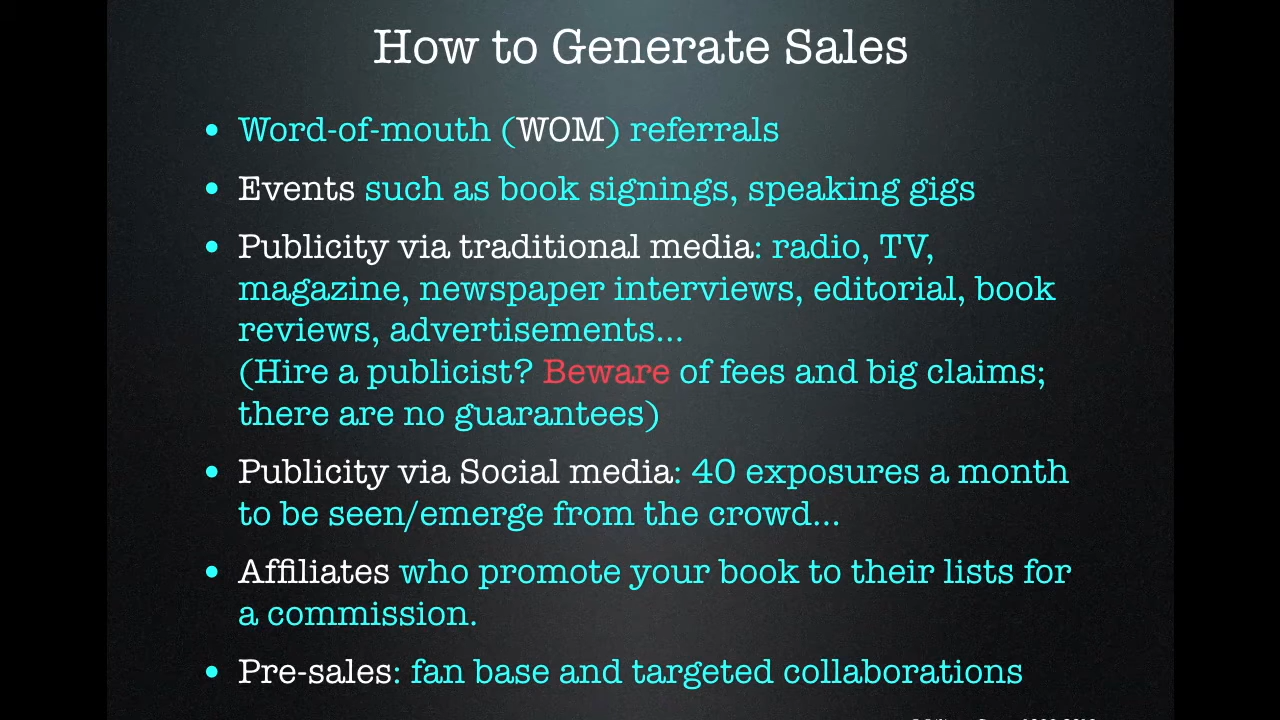 How to Generate Sales
• Word-of-mouth (WOM) referrals
• Events such as book signings, speaking gigs
• Publicity via traditional media: radio, TV,
magazine, newspaper interviews, editorial, book
reviews, advertisements...
(Hire a publicist? Beware of fees and big claims;
there are no guarantees)
• Publicity via Social media: 40 exposures a month
to be seen/emerge from the crowd...
• Affiliates who promote your book to their lists for
a commission.
• Pre-sales: fan base and targeted collaborations